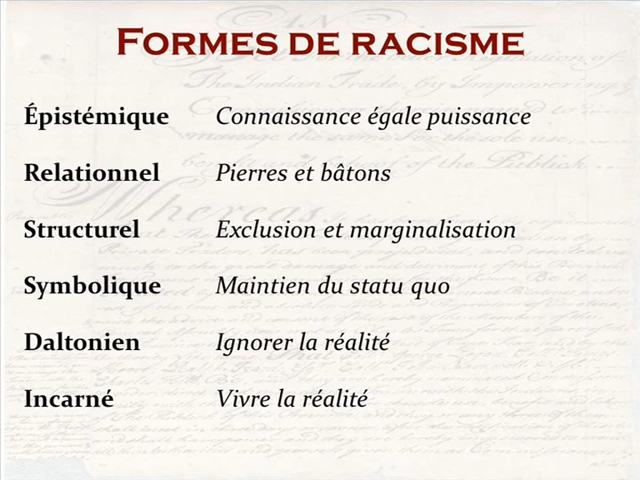 FORMES DE RACISME
Épistémique Connaissance égale puissance
Relationnel Pierres et bâtons
Structurel Exclusion et marginalisation
Symbolique Maintien du statu quo
Daltonien Ignorer la réalité
Incarné Vivre la réalité